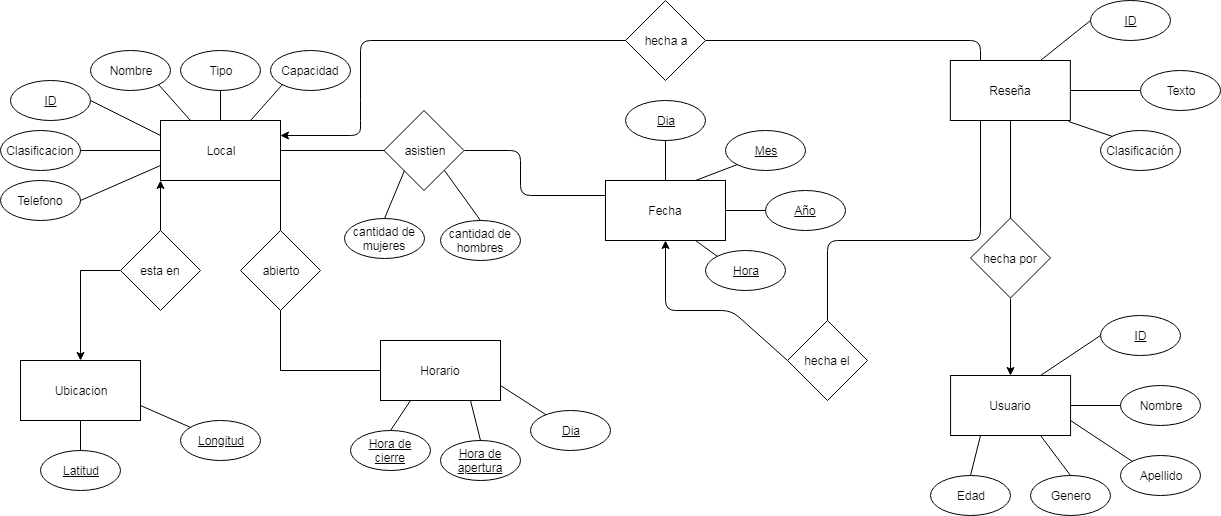 ID
hecha a
Nombre
Tipo
Capacidad
ID
Reseña
Texto
Clasificacion
Local
asistien
Dia
Mes
Clasificación
Telefono
cantidad de
mujeres
cantidad de
hombres
Fecha
Año
Hora
esta en
abierto
hecha por
hecha el
ID
Ubicacion
Horario
Usuario
Nombre
Longitud
Latitud
Hora de
cierre
Hora de
apertura
Dia
Apellido
Edad
Genero